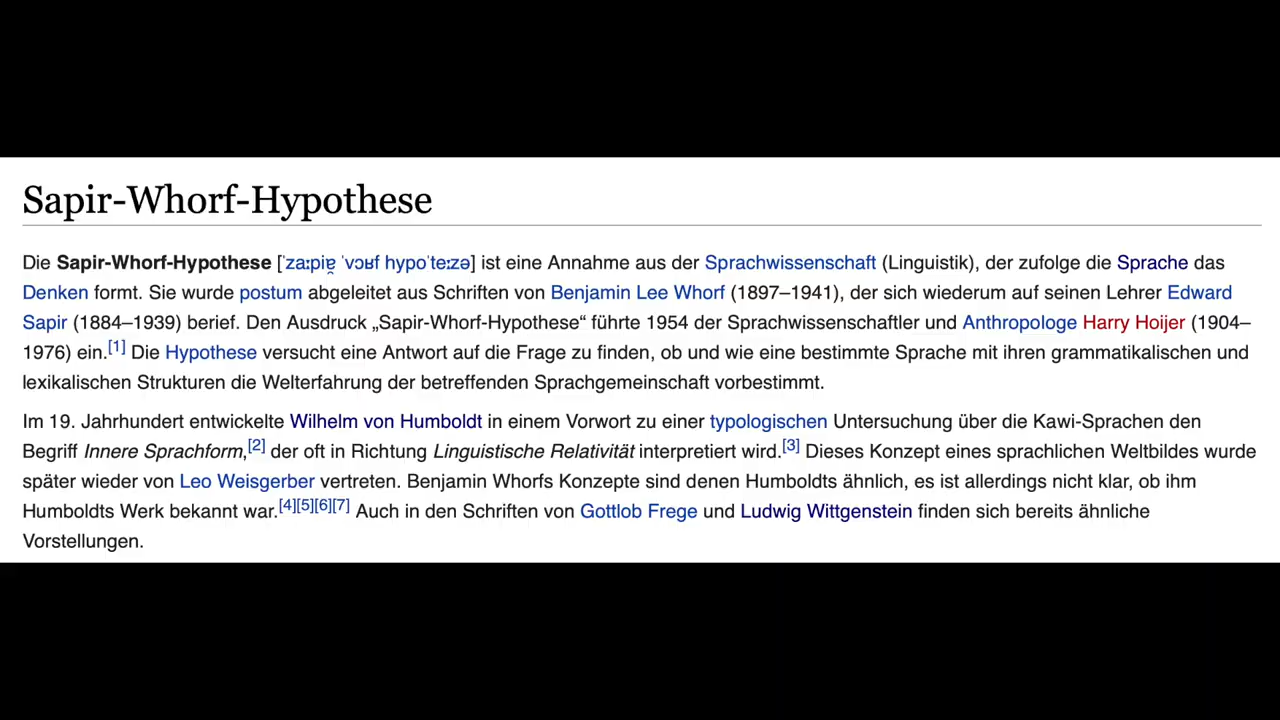 Sapir-Whorf-Hypothese
Die Sapir-Whorf-Hypothese [ˈzaːpiɐ̯ ˈvɔʁf hypoˈteːzə] ist eine Annahme aus der Sprachwissenschaft (Linguistik), der zufolge die Sprache das
Denken formt. Sie wurde postum abgeleitet aus Schriften von Benjamin Lee Whorf (1897–1941), der sich wiederum auf seinen Lehrer Edward
Sapir (1884–1939) berief. Den Ausdruck „Sapir-Whorf-Hypothese“ führte 1954 der Sprachwissenschaftler und Anthropologe Harry Hoijer (1904–
1976) ein.[1] Die Hypothese versucht eine Antwort auf die Frage zu finden, ob und wie eine bestimmte Sprache mit ihren grammatikalischen und
lexikalischen Strukturen die Welterfahrung der betreffenden Sprachgemeinschaft vorbestimmt.
Im 19. Jahrhundert entwickelte Wilhelm von Humboldt in einem Vorwort zu einer typologischen Untersuchung über die Kawi-Sprachen den
Begriff Innere Sprachform,[2] der oft in Richtung Linguistische Relativität interpretiert wird.[3] Dieses Konzept eines sprachlichen Weltbildes wurde
später wieder von Leo Weisgerber vertreten. Benjamin Whorfs Konzepte sind denen Humboldts ähnlich, es ist allerdings nicht klar, ob ihm
Humboldts Werk bekannt war.[4][5][6][7] Auch in den Schriften von Gottlob Frege und Ludwig Wittgenstein finden sich bereits ähnliche
Vorstellungen.